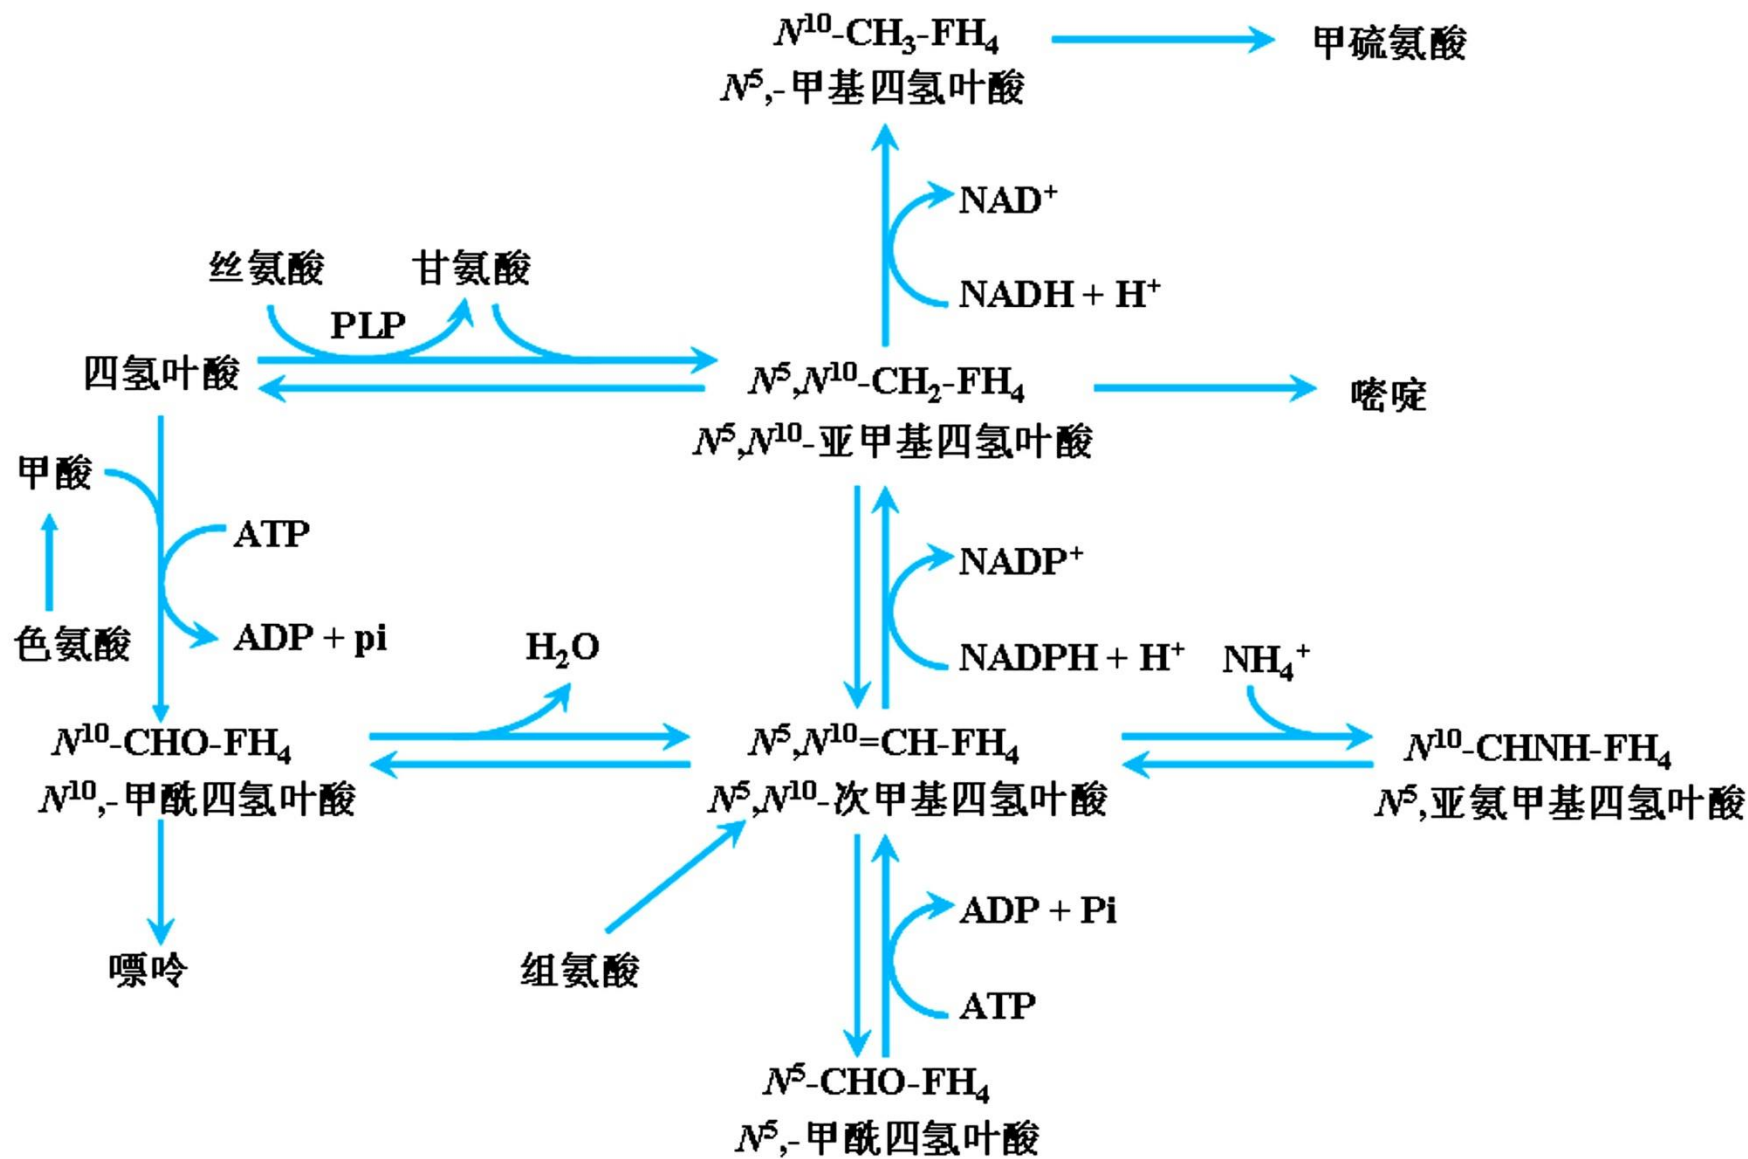 N¹⁰-CH₃-FH₄
甲硫氨酸
N⁵,-甲基四氢叶酸
NAD⁺
丝氨酸
甘氨酸
NADH + H⁺
PLP
四氢叶酸
N⁵,N¹⁰-CH₂-FH₄
嘧啶
N⁵,N¹⁰-亚甲基四氢叶酸
甲酸
ATP
NADP⁺
色氨酸
ADP + pi
H₂O
NADPH + H⁺
NH₄⁺
N¹⁰-CHO-FH₄
N⁵,N¹⁰=CH-FH₄
N¹⁰-CHNH-FH₄
N¹⁰,-甲酰四氢叶酸
N⁵,N¹⁰-次甲基四氢叶酸
N⁵,亚氨甲基四氢叶酸
ADP + Pi
嘌呤
组氨酸
ATP
N⁵-CHO-FH₄
N⁵,-甲酰四氢叶酸